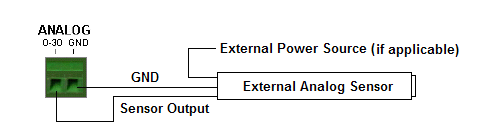 ANALOG
0-30 GND
External Power Source (if applicable)
GND
External Analog Sensor
Sensor Output